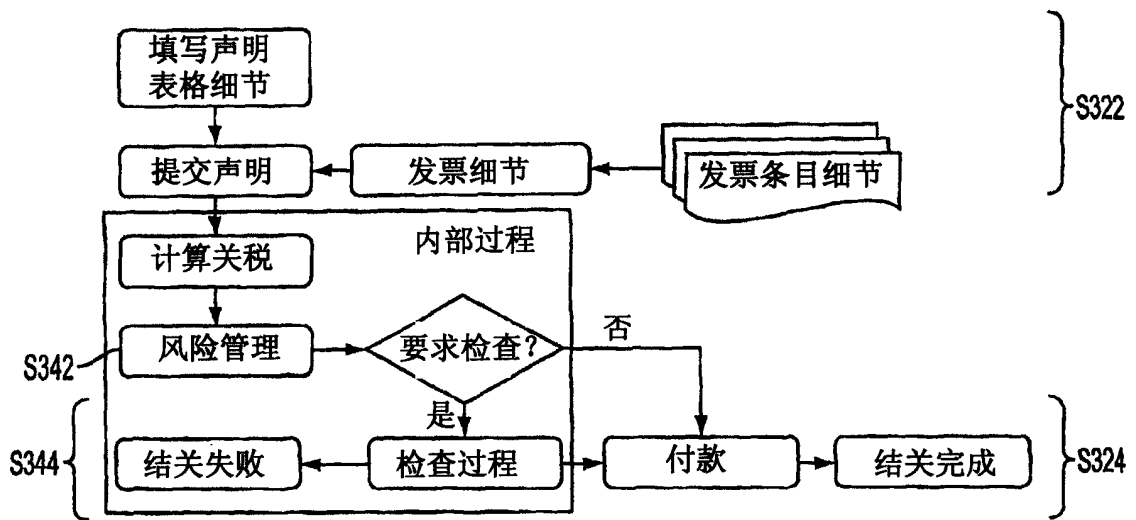 填写声明
表格细节
S322
提交声明
发票细节
发票条目细节
内部过程
计算关税
风险管理
要求检查?
否
S342
是
S344
结关失败
检查过程
付款
结关完成
S324